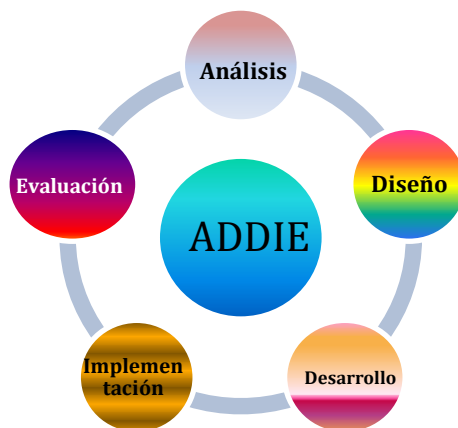 Análisis
Diseño
Desarrollo
Implemen
tación
Evaluación
ADDIE